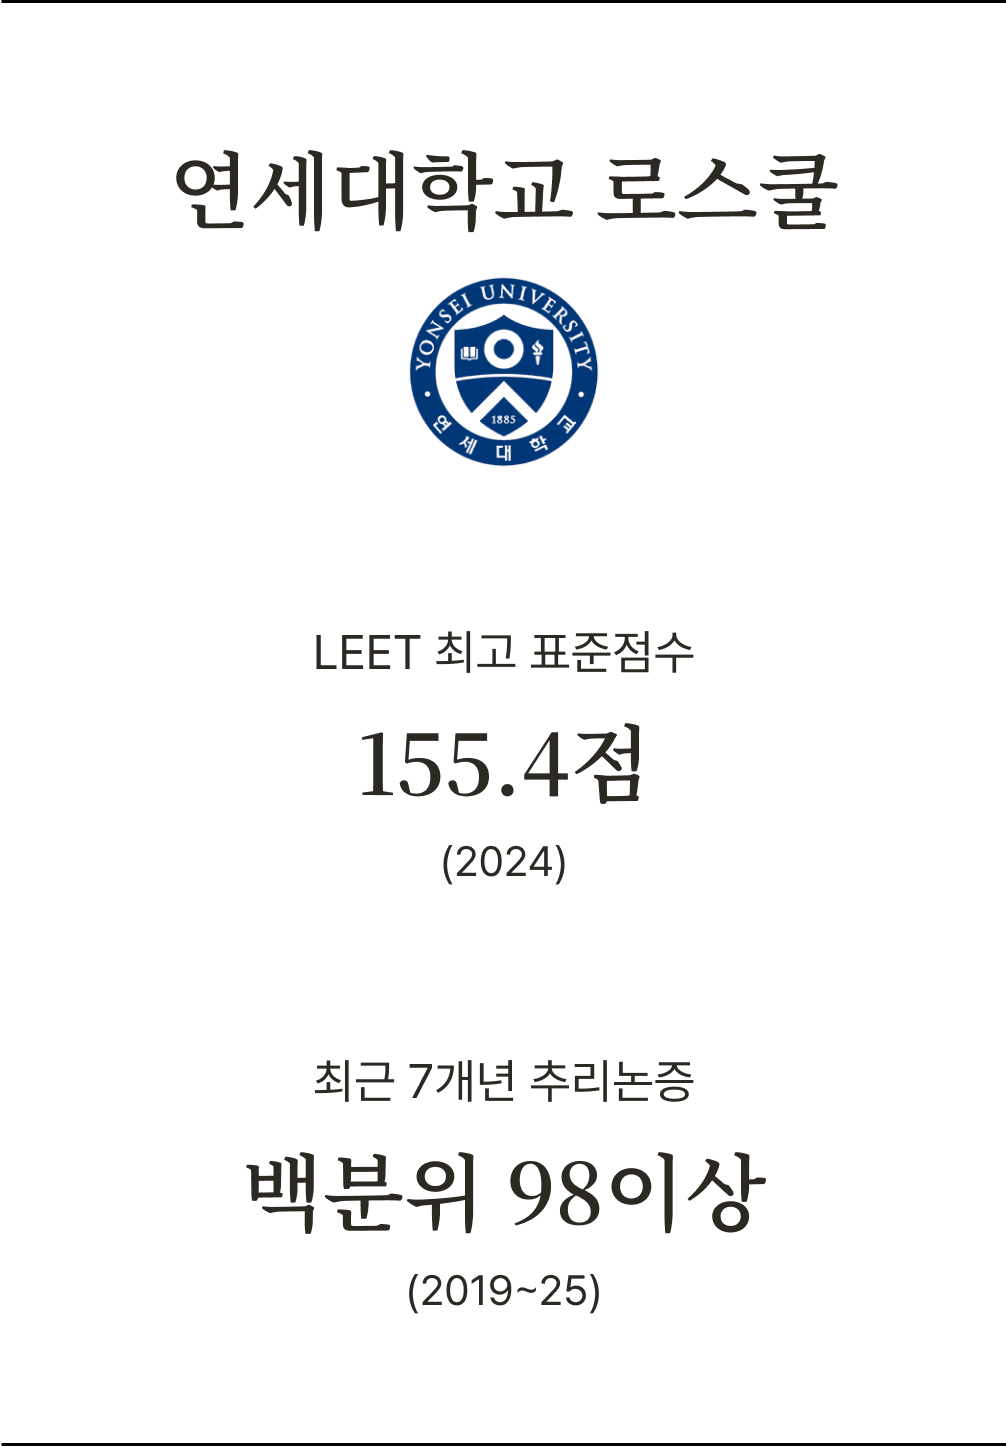 연세대학교 로스쿨
YONSEI UNIVERSITY
1885
연세대학교
LEET 최고 표준점수
155.4점
(2024)
최근 7개년 추리논증
백분위 98이상
(2019~25)